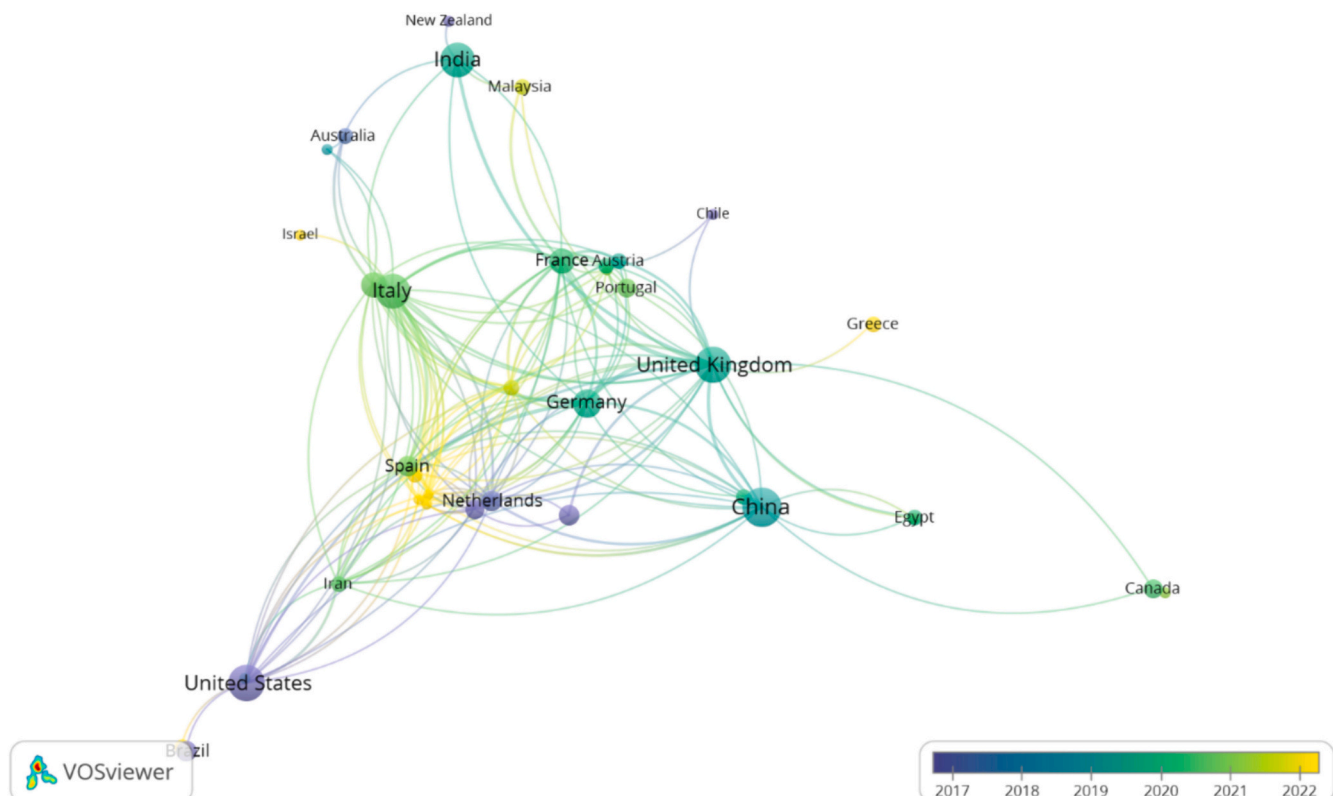 New Zealand
India
Malaysia
Australia
Chile
Israel
France
Austria
Portugal
Italy
Greece
United Kingdom
Germany
Spain
Netherlands
China
Egypt
Iran
Canada
United States
Brazil
VOSviewer
2017 2018 2019 2020 2021 2022